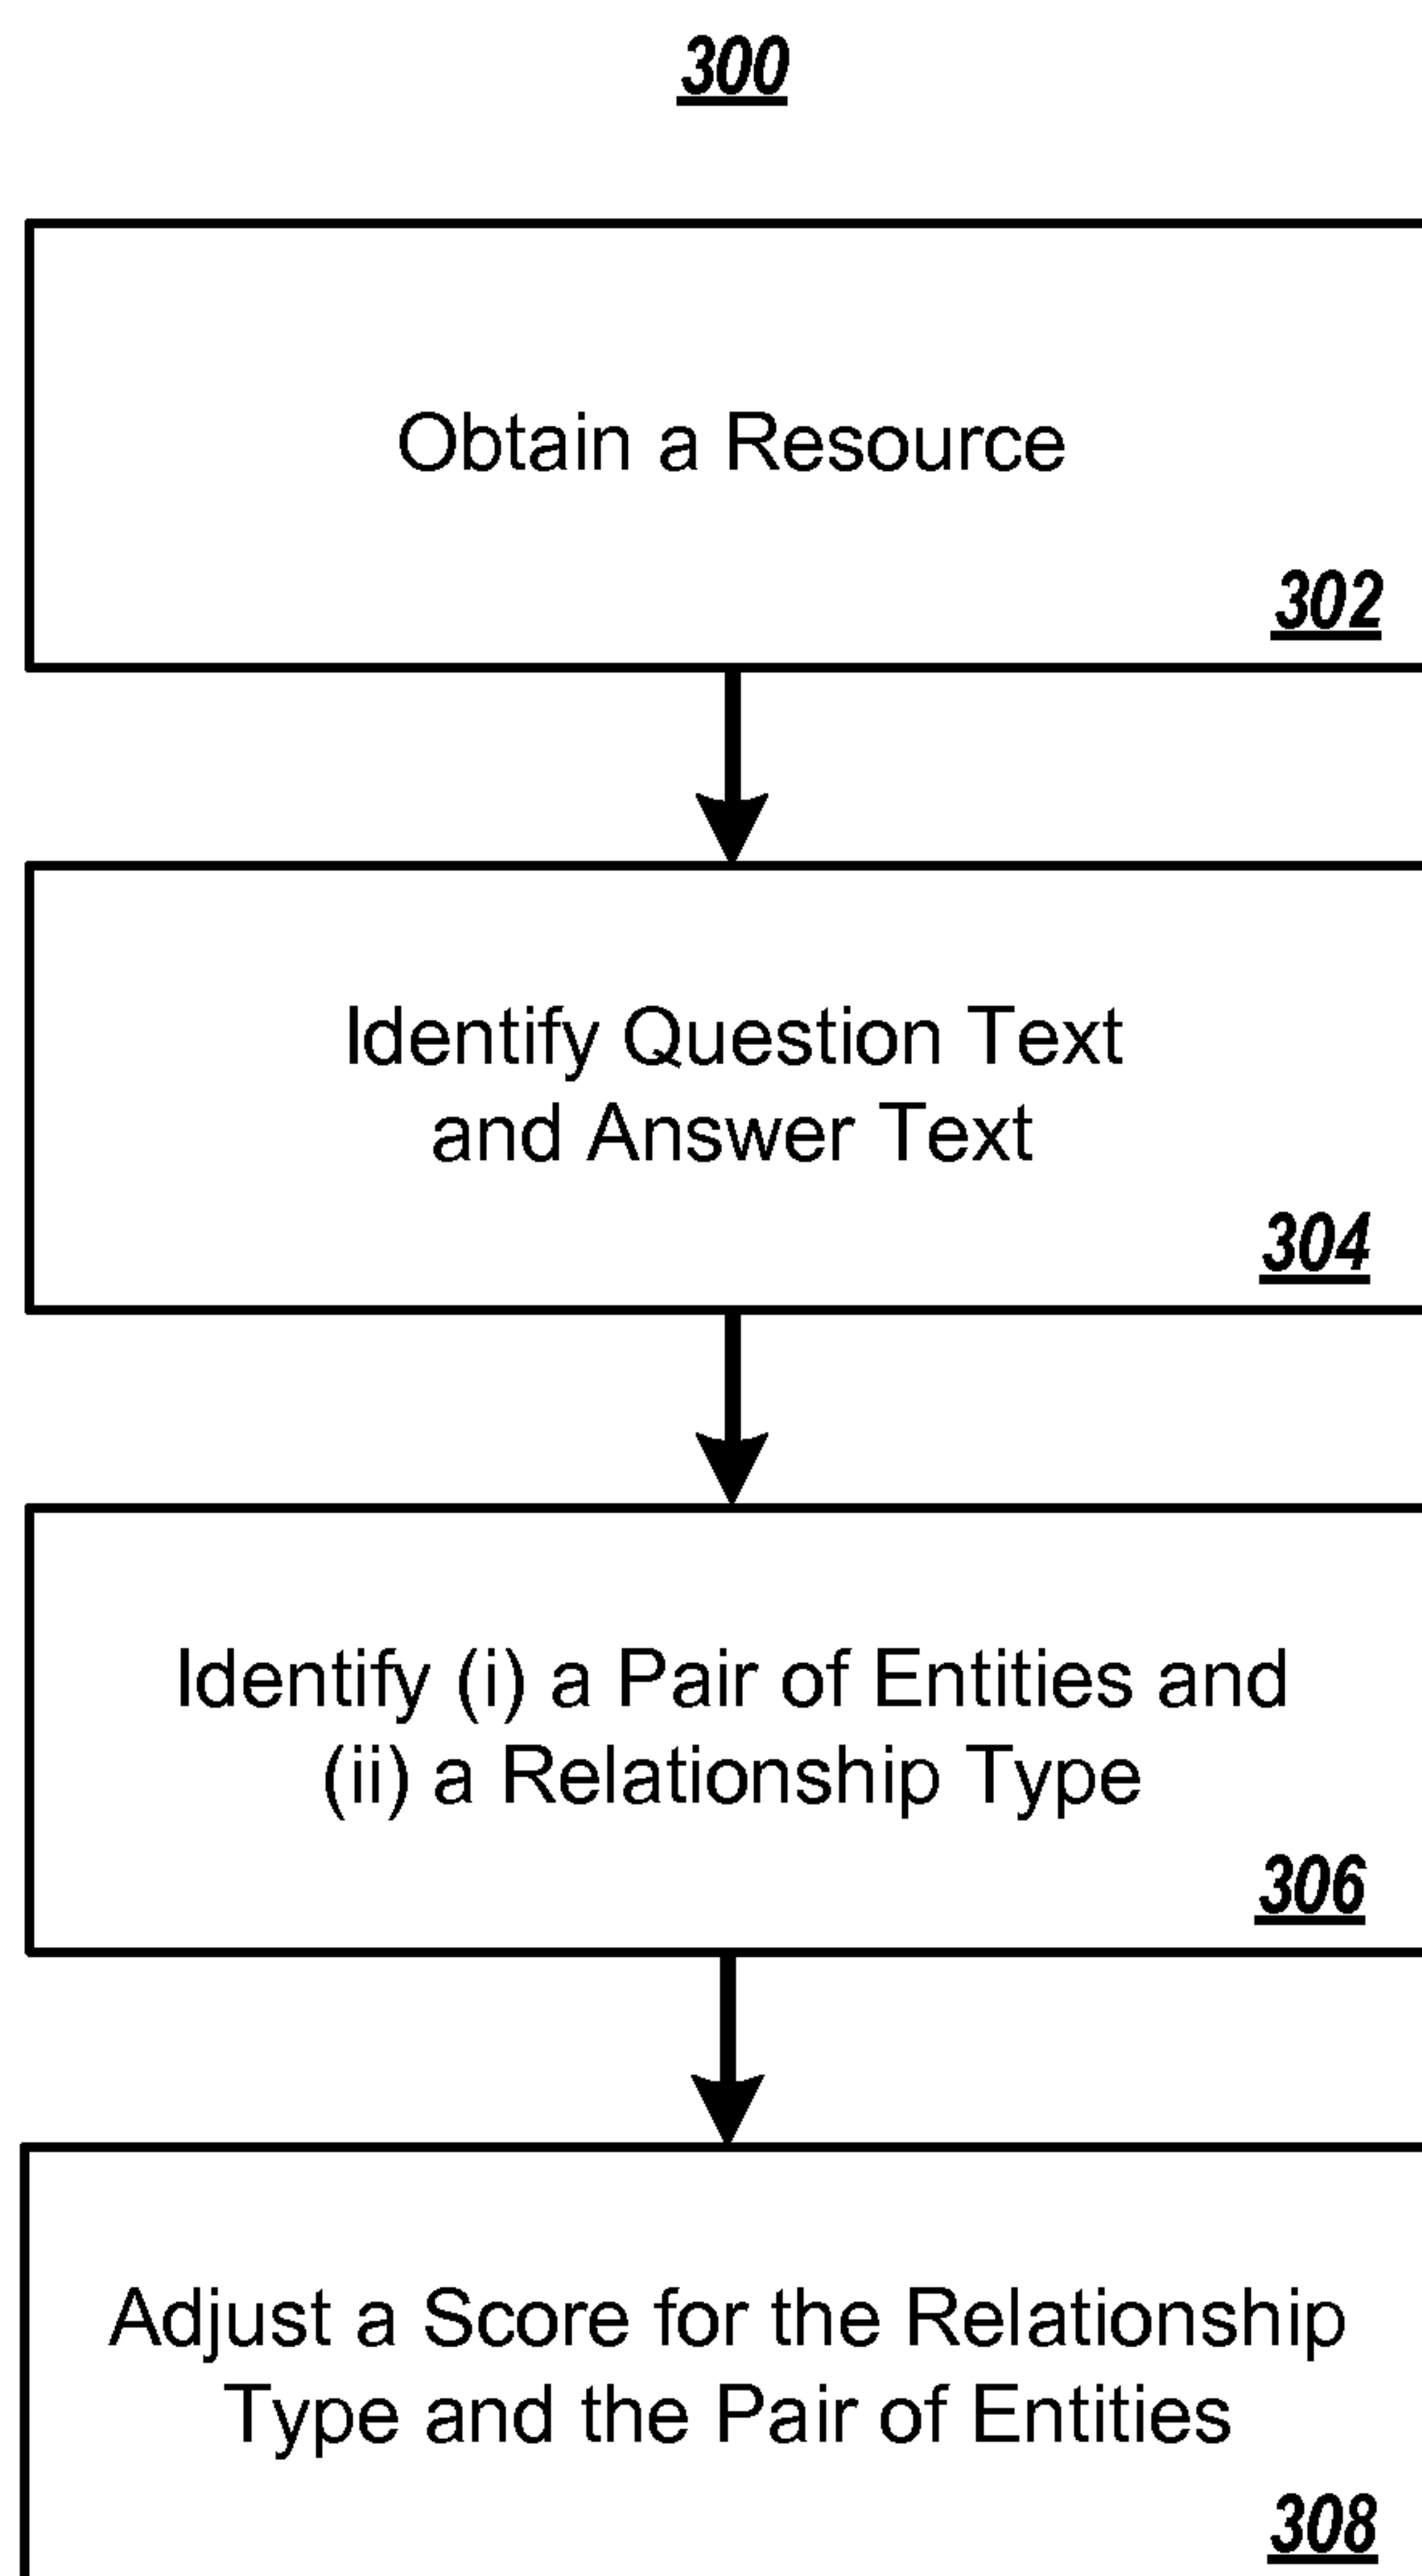 300
Obtain a Resource
302
Identify Question Text
and Answer Text
304
Identify (i) a Pair of Entities and
(ii) a Relationship Type
306
Adjust a Score for the Relationship
Type and the Pair of Entities
308